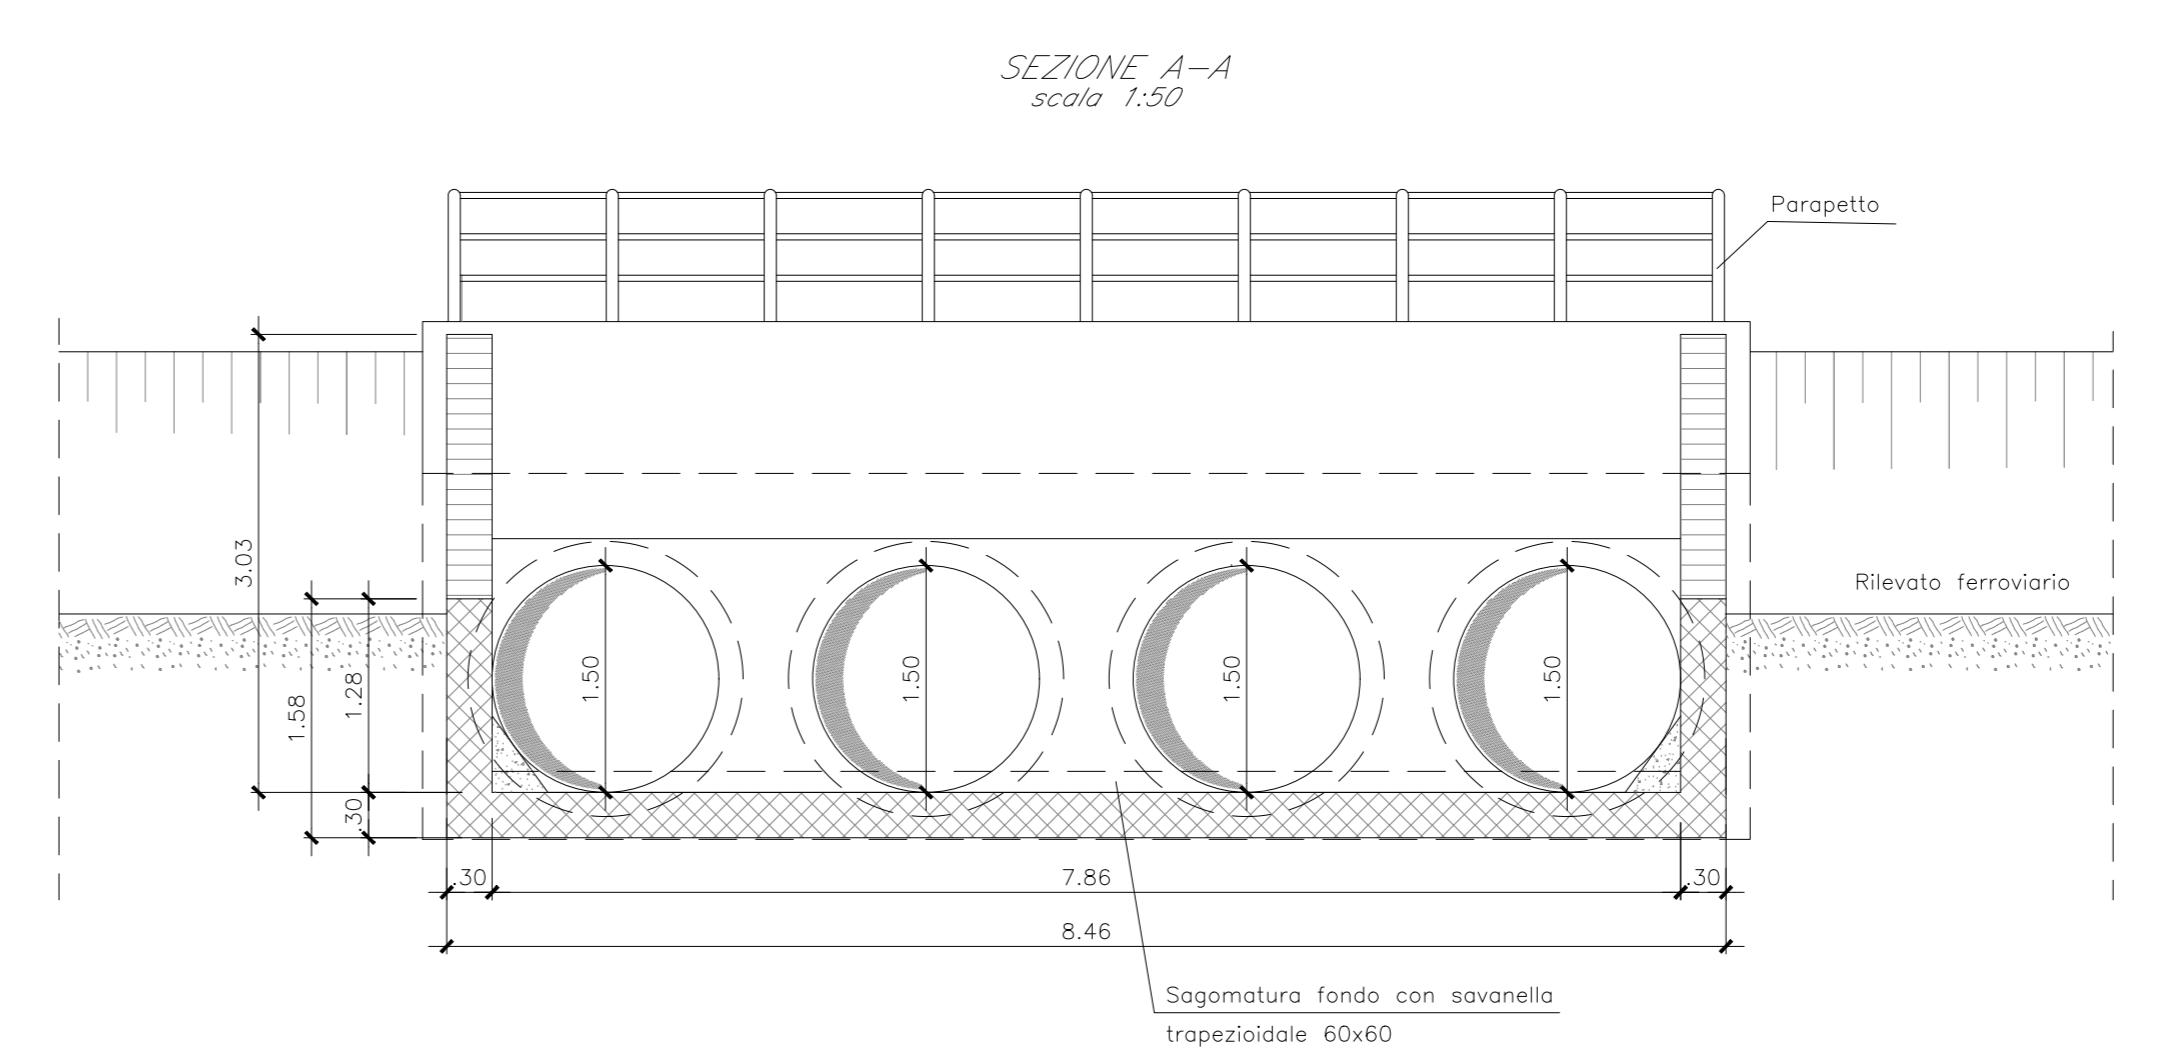 SEZIONE A-A
scala 1:50
Parapetto
3.03
Rilevato ferroviario
1.58
1.28
.30
1.50
1.50
1.50
1.50
.30
7.86
.30
8.46
Sagomatura fondo con savanella
trapezioidale 60x60